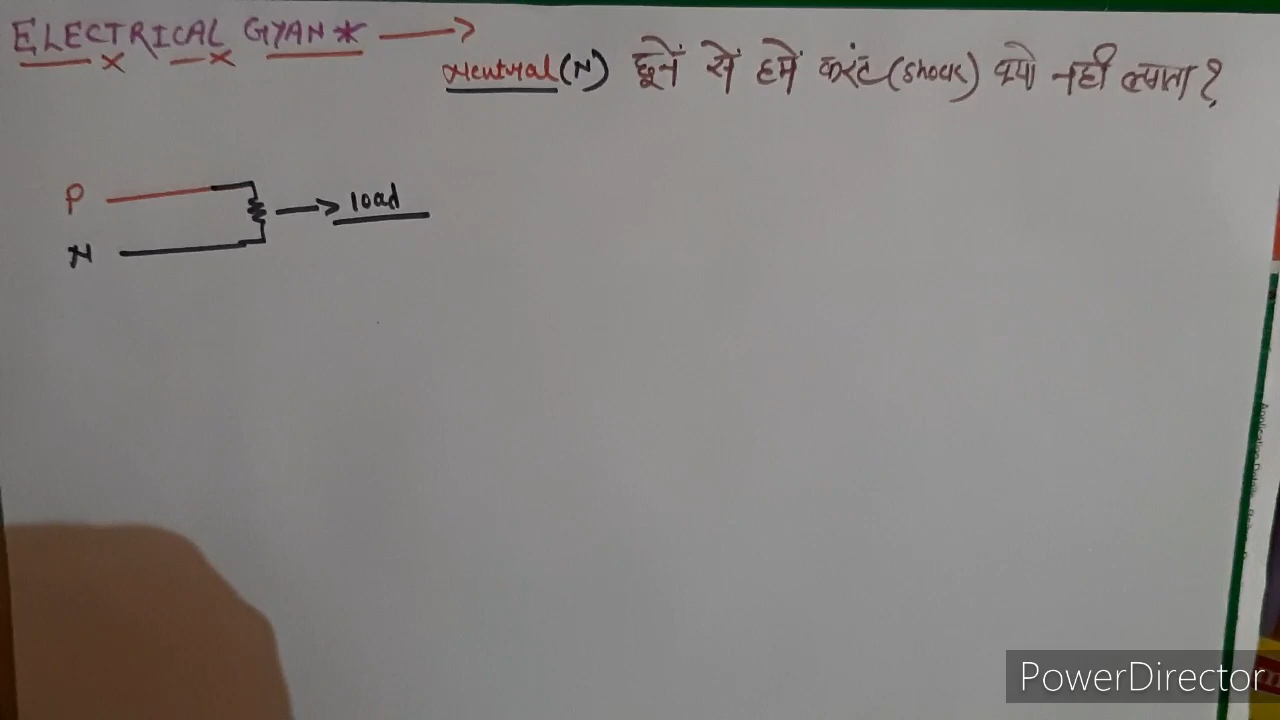 ELECTRICAL GYAN*
Neutral (N) छूनें सें हमें करंट (shock) क्यो नही लगता?
P
load
N
PowerDirector